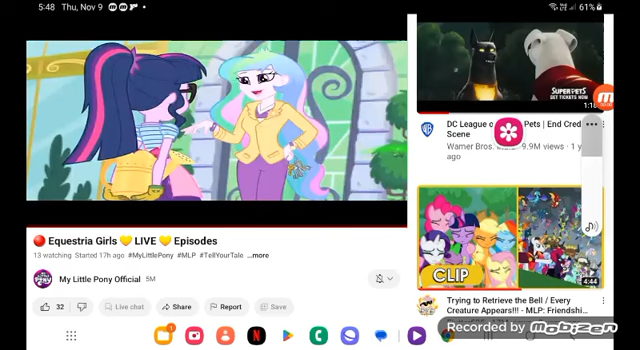 5:48 Thu, Nov 9
61%
SUPERPETS
GET TICKETS NOW
1:18
DC League o Pets | End Cred
Scene
Warner Bros. 9.9M views · 1 y
ago
🔴 Equestria Girls 💛 LIVE 💛 Episodes
13 watching Started 17h ago #MyLittlePony #MLP #TellYourTale ...more
My Little Pony Official 5M
32
Live chat
Share
Report
Save
CLIP
4:44
Trying to Retrieve the Bell / Every
Creature Appears!!! - MLP: Friendshi...
Recorded by Mobizen